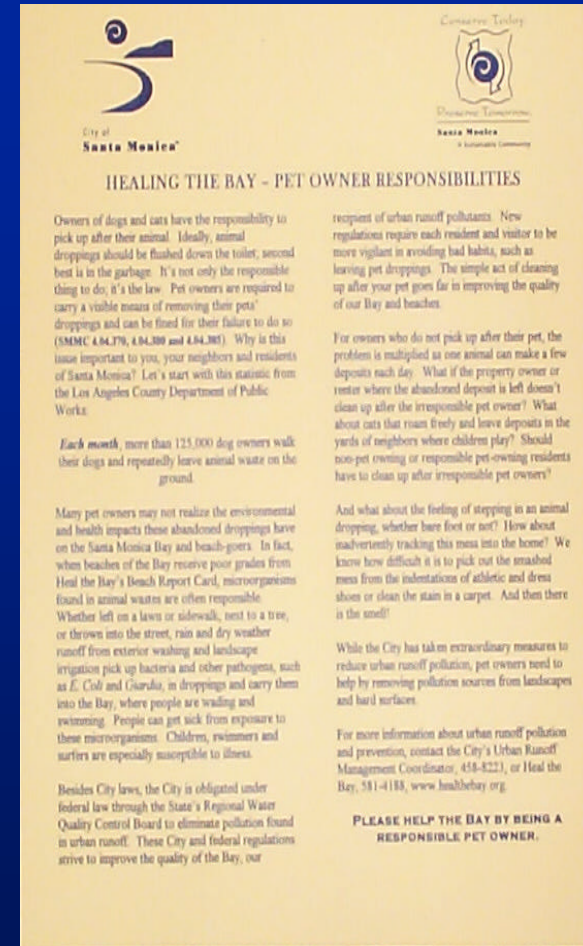 City of
Santa Monica
Conserve Today
Preserve Tomorrow
Santa Monica
A Sustainable Community
HEALING THE BAY – PET OWNER RESPONSIBILITIES
Owners of dogs and cats have the responsibility to
pick up after their animal. Ideally, animal
droppings should be flushed down the toilet; second
best is in the garbage. It's not only the responsible
thing to do; it's the law. Pet owners are required to
carry a visible means of removing their pets'
droppings and can be fined for their failure to do so
(SMMC 4.04.370, 4.04.380 and 4.04.385). Why is this
issue important to you, your neighbors and residents
of Santa Monica? Let's start with this statistic from
the Los Angeles County Department of Public
Works:
Each month, more than 125,000 dog owners walk
their dogs and repeatedly leave animal waste on the
ground.
Many pet owners may not realize the environmental
and health impacts these abandoned droppings have
on the Santa Monica Bay and beach-goers. In fact,
when beaches of the Bay receive poor grades from
Heal the Bay's Beach Report Card, microorganisms
found in animal wastes are often responsible.
Whether left on a lawn or sidewalk, next to a tree,
or thrown into the street, rain and dry weather
runoff from exterior washing and landscape
irrigation pick up bacteria and other pathogens, such
as E. Coli and Giardia, in droppings and carry them
into the Bay, where people are wading and
swimming. People can get sick from exposure to
these microorganisms. Children, swimmers and
surfers are especially susceptible to illness.
Besides City laws, the City is obligated under
federal law through the State's Regional Water
Quality Control Board to eliminate pollution found
in urban runoff. These City and federal regulations
strive to improve the quality of the Bay, our
recipient of urban runoff pollutants. New
regulations require each resident and visitor to be
more vigilant in avoiding bad habits, such as
leaving pet droppings. The simple act of cleaning
up after your pet goes far in improving the quality
of our Bay and beaches.
For owners who do not pick up after their pet, the
problem is multiplied as one animal can make a few
deposits each day. What if the property owner or
renter where the abandoned deposit is left doesn't
clean up after the irresponsible pet owner? What
about cats that roam freely and leave deposits in the
yards of neighbors where children play? Should
non-pet owning or responsible pet-owning residents
have to clean up after irresponsible pet owners?
And what about the feeling of stepping in an animal
dropping, whether bare foot or not? How about
inadvertently tracking this mess into the home? We
know how difficult it is to pick out the smashed
mess from the indentations of athletic and dress
shoes or clean the stain in a carpet. And then there
is the smell!
While the City has taken extraordinary measures to
reduce urban runoff pollution, pet owners need to
help by removing pollution sources from landscapes
and hard surfaces.
For more information about urban runoff pollution
and prevention, contact the City's Urban Runoff
Management Coordinator, 458-8223, or Heal the
Bay, 581-4188, www.healthebay.org.
PLEASE HELP THE BAY BY BEING A
RESPONSIBLE PET OWNER.